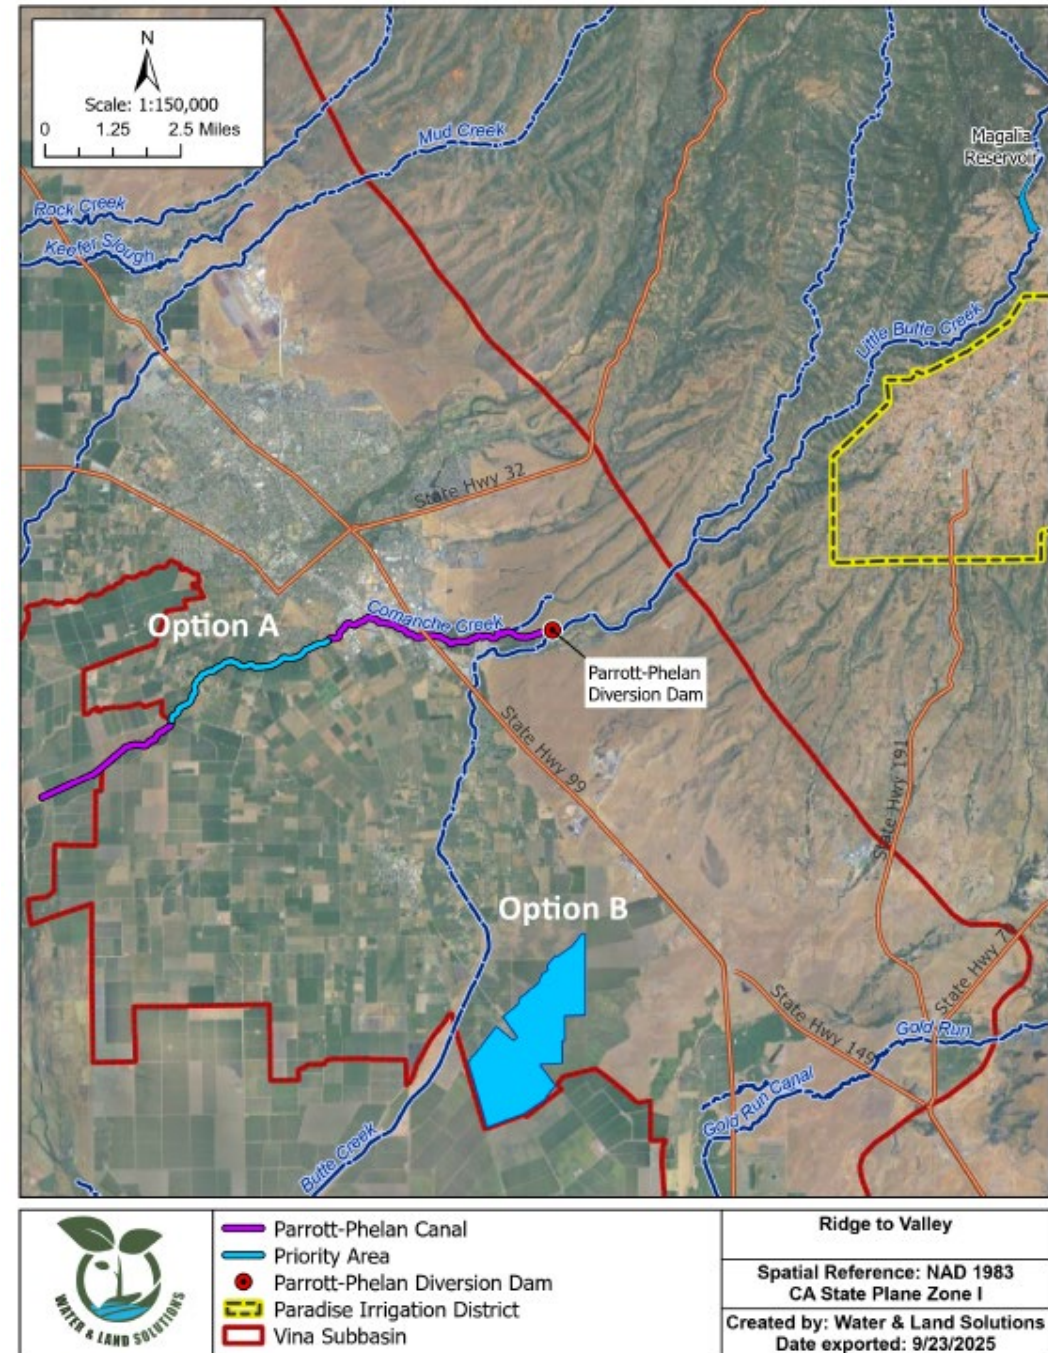 N
Scale: 1:150,000
0 1.25 2.5 Miles
Mud Creek
Magalia
Reservoir
Rock Creek
Keefer Slough
Little Butte Creek
State Hwy 32
Comanche Creek
Option A
Parrott-Phelan
Diversion Dam
State Hwy 99
State Hwy 191
Option B
State Hwy 7
State Hwy 149
Gold Run
Gold Run Canal
Butte Creek
WATER & LAND SOLUTIONS
Parrott-Phelan Canal
Priority Area
Parrott-Phelan Diversion Dam
Paradise Irrigation District
Vina Subbasin
Ridge to Valley
Spatial Reference: NAD 1983
CA State Plane Zone I
Created by: Water & Land Solutions
Date exported: 9/23/2025